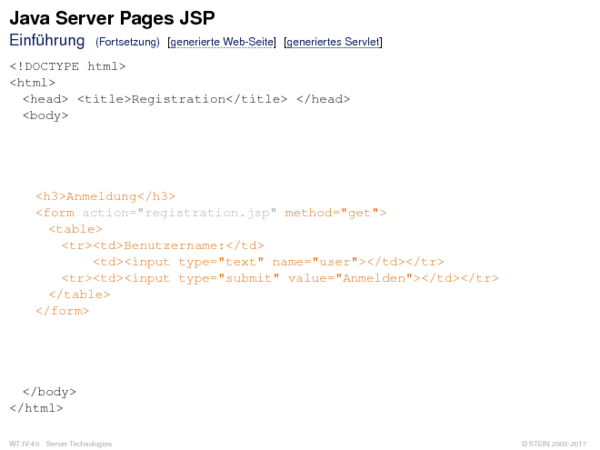 Java Server Pages JSP
Einführung (Fortsetzung) [generierte Web-Seite] [generiertes Servlet]
<!DOCTYPE html>
<html>
<head> <title>Registration</title> </head>
<body>
<h3>Anmeldung</h3>
<form action="registration.jsp" method="get">
<table>
<tr><td>Benutzername:</td>
<td><input type="text" name="user"></td></tr>
<tr><td><input type="submit" value="Anmelden"></td></tr>
</table>
</form>
</body>
</html>
WT:IV-49 Server Technologies © STEIN 2005-2017